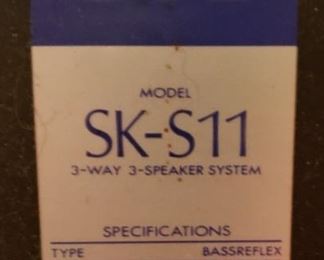 MODEL
SK-S11
3-WAY 3-SPEAKER SYSTEM
SPECIFICATIONS
TYPE BASSREFLEX